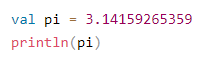 val pi = 3.14159265359
println(pi)